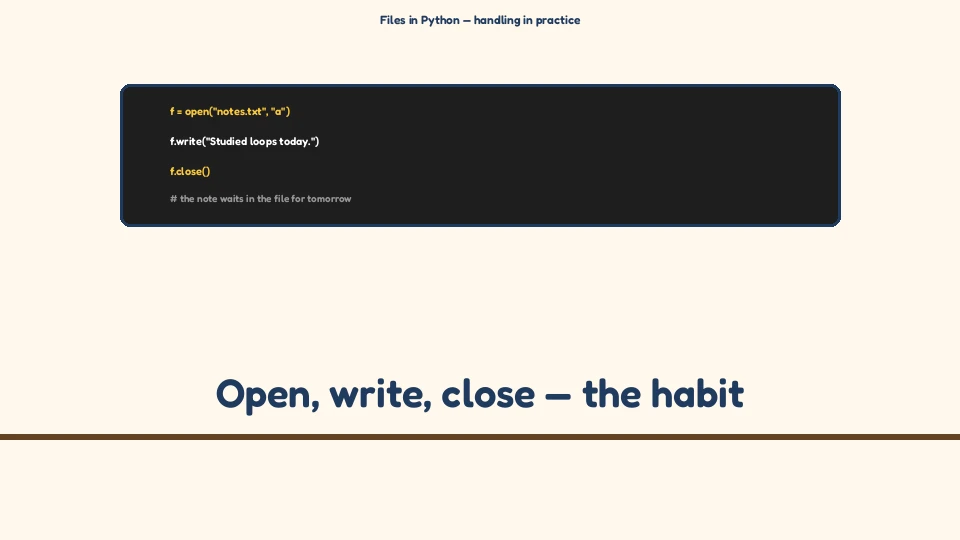 Files in Python — handling in practice
f = open("notes.txt", "a")
f.write("Studied loops today.")
f.close()
# the note waits in the file for tomorrow
Open, write, close — the habit